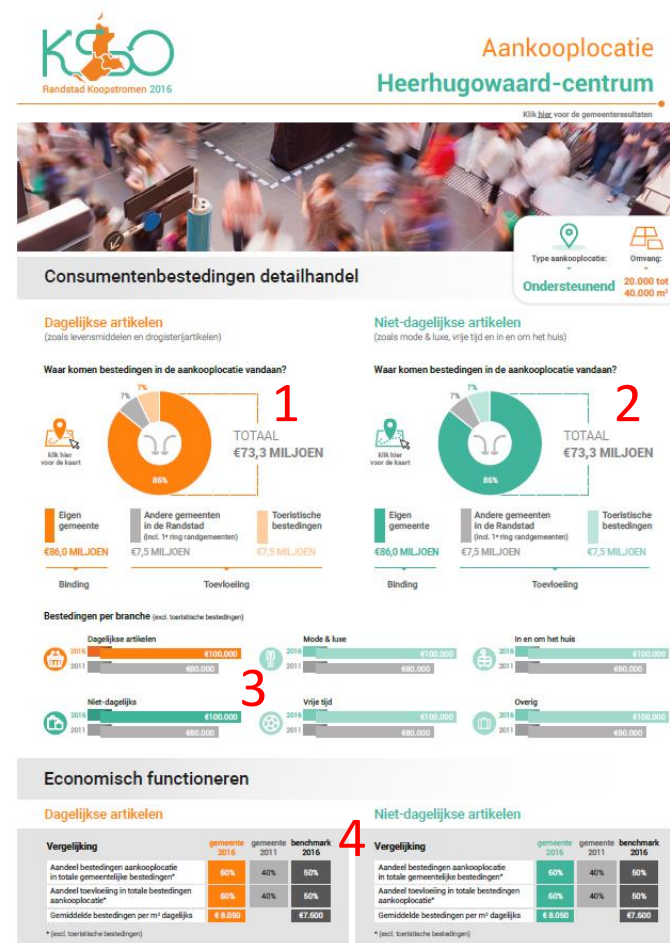 KSO
Randstad Koopstromen 2016
Aankooplocatie
Heerhugowaard-centrum
Klik hier voor de gemeenteresultaten
Type aankooplocatie:
Ondersteunend
Omvang:
20.000 tot
40.000 m²
Consumentenbestedingen detailhandel
Dagelijkse artikelen
(zoals levensmiddelen en drogisterijartikelen)
Waar komen bestedingen in de aankooplocatie vandaan?
7%
7%
86%
1
TOTAAL
€73,3 MILJOEN
klik hier
voor de kaart
Eigen
gemeente
€86,0 MILJOEN
Andere gemeenten
in de Randstad
(incl. 1e ring randgemeenten)
€7,5 MILJOEN
Toeristische
bestedingen
€7,5 MILJOEN
Binding
Toevloeiing
Niet-dagelijkse artikelen
(zoals mode & luxe, vrije tijd en in en om het huis)
Waar komen bestedingen in de aankooplocatie vandaan?
7%
7%
86%
2
TOTAAL
€73,3 MILJOEN
klik hier
voor de kaart
Eigen
gemeente
€86,0 MILJOEN
Andere gemeenten
in de Randstad
(incl. 1e ring randgemeenten)
€7,5 MILJOEN
Toeristische
bestedingen
€7,5 MILJOEN
Binding
Toevloeiing
Bestedingen per branche (excl. toeristische bestedingen)
Dagelijkse artikelen
2016 €100.000
2011 €80.000
Mode & luxe
2016 €100.000
2011 €80.000
In en om het huis
2016 €100.000
2011 €80.000
3
Niet-dagelijks
2016 €100.000
2011 €80.000
Vrije tijd
2016 €100.000
2011 €80.000
Overig
2016 €100.000
2011 €80.000
Economisch functioneren
Dagelijkse artikelen
Vergelijking gemeente 2016 gemeente 2011 benchmark 2016
Aandeel bestedingen aankooplocatie
in totale gemeentelijke bestedingen* 60% 40% 50%
Aandeel toevloeiing in totale bestedingen
aankooplocatie* 60% 40% 50%
Gemiddelde bestedingen per m² dagelijks € 8.050 €7.600
* (excl. toeristische bestedingen)
4
Niet-dagelijkse artikelen
Vergelijking gemeente 2016 gemeente 2011 benchmark 2016
Aandeel bestedingen aankooplocatie
in totale gemeentelijke bestedingen* 60% 40% 50%
Aandeel toevloeiing in totale bestedingen
aankooplocatie* 60% 40% 50%
Gemiddelde bestedingen per m² dagelijks € 8.050 €7.600
* (excl. toeristische bestedingen)